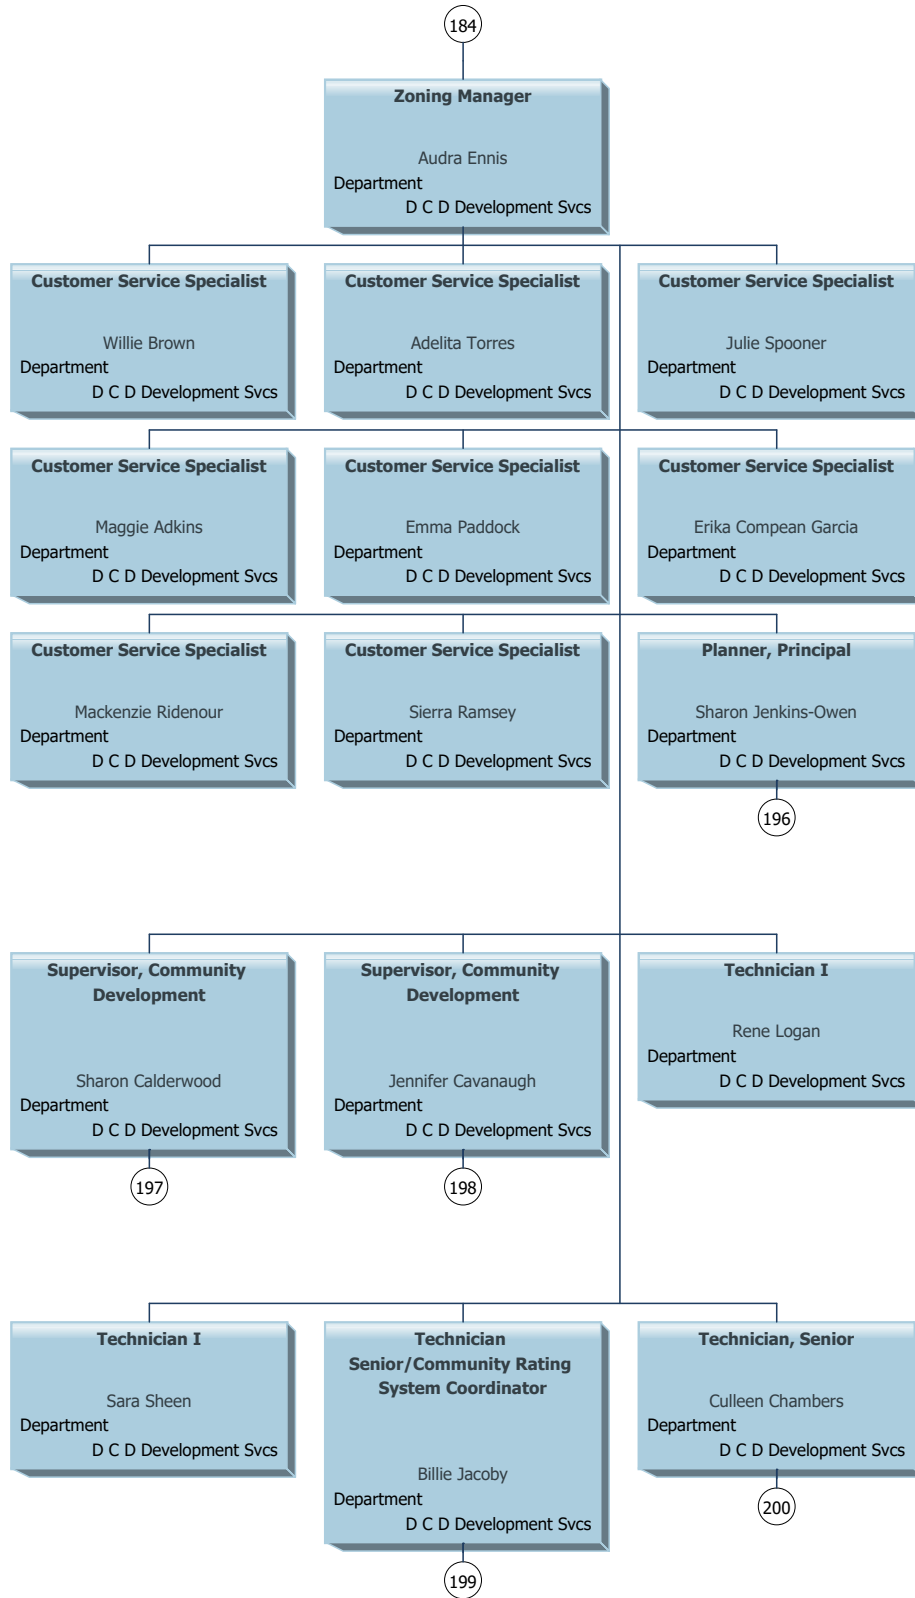 184
Zoning Manager
Audra Ennis
Department
D C D Development Svcs
Customer Service Specialist
Willie Brown
Department
D C D Development Svcs
Customer Service Specialist
Adelita Torres
Department
D C D Development Svcs
Customer Service Specialist
Julie Spooner
Department
D C D Development Svcs
Customer Service Specialist
Maggie Adkins
Department
D C D Development Svcs
Customer Service Specialist
Emma Paddock
Department
D C D Development Svcs
Customer Service Specialist
Erika Compean Garcia
Department
D C D Development Svcs
Customer Service Specialist
Mackenzie Ridenour
Department
D C D Development Svcs
Customer Service Specialist
Sierra Ramsey
Department
D C D Development Svcs
Planner, Principal
Sharon Jenkins-Owen
Department
D C D Development Svcs
196
Supervisor, Community
Development
Sharon Calderwood
Department
D C D Development Svcs
197
Supervisor, Community
Development
Jennifer Cavanaugh
Department
D C D Development Svcs
198
Technician I
Rene Logan
Department
D C D Development Svcs
Technician I
Sara Sheen
Department
D C D Development Svcs
Technician
Senior/Community Rating
System Coordinator
Billie Jacoby
Department
D C D Development Svcs
199
Technician, Senior
Culleen Chambers
Department
D C D Development Svcs
200